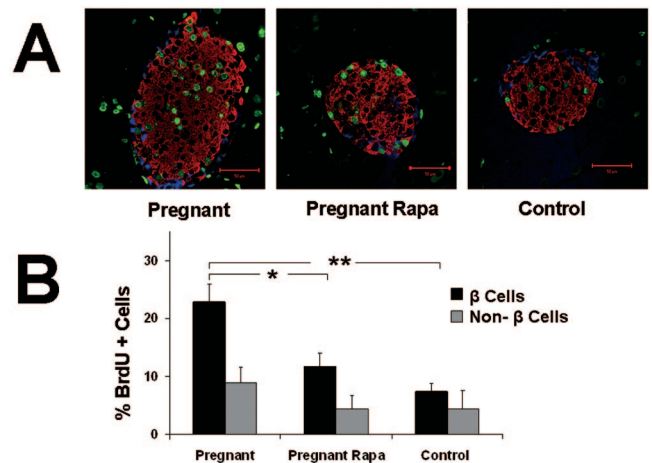 A
Pregnant
Pregnant Rapa
Control
B
% BrdU + Cells
30
20
10
0
*
**
β Cells
Non- β Cells
Pregnant
Pregnant Rapa
Control